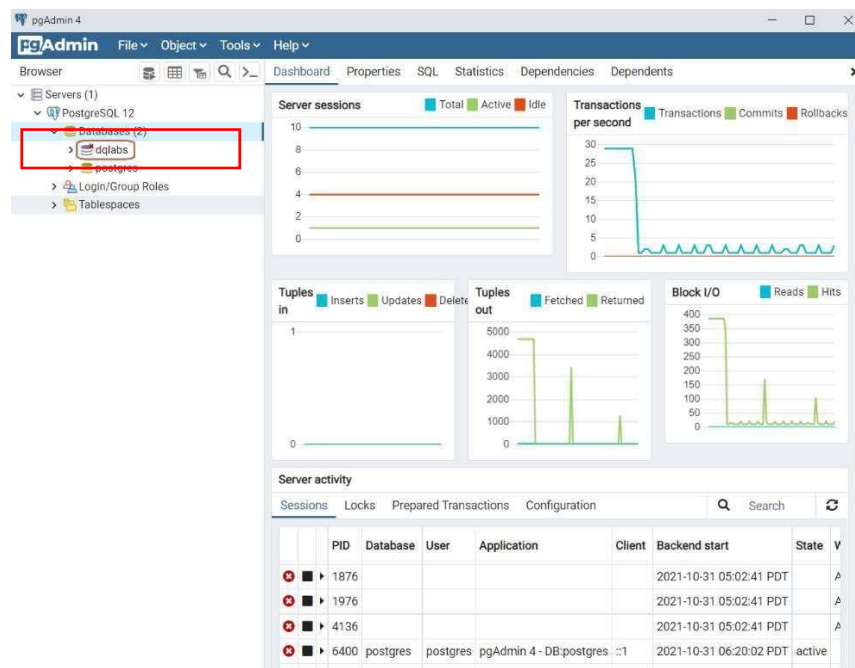 pgAdmin 4
pgAdmin File Object Tools Help
Browser
Dashboard Properties SQL Statistics Dependencies Dependents
Servers (1)
PostgreSQL 12
Databases (2)
dqlabs
postgres
Login/Group Roles
Tablespaces
Server sessions
Total Active Idle
10
8
6
4
2
0
Transactions per second
Transactions Commits Rollbacks
30
25
20
15
10
5
0
Tuples in
Inserts Updates Delete
1
0
Tuples out
Fetched Returned
5000
4000
3000
2000
1000
0
Block I/O
Reads Hits
400
350
300
250
200
150
100
50
0
Server activity
Sessions Locks Prepared Transactions Configuration
Search
PID Database User Application Client Backend start State W
1876 2021-10-31 05:02:41 PDT A
1976 2021-10-31 05:02:41 PDT A
4136 2021-10-31 05:02:41 PDT A
6400 postgres postgres pgAdmin 4 - DB:postgres ::1 2021-10-31 06:20:02 PDT active